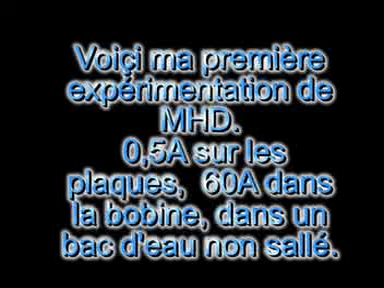 Voiçi ma première
expérimentation de
MHD.
0,5A sur les
plaques, 60A dans
la bobine, dans un
bac d'eau non sallé.